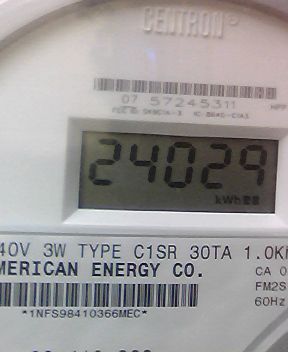 CENTRON®
07 57245311
24029
kWh
40V 3W TYPE C1SR 30TA 1.0K
MERICAN ENERGY CO.
CA 0
FM2S
60Hz
*1NFS98410366MEC*